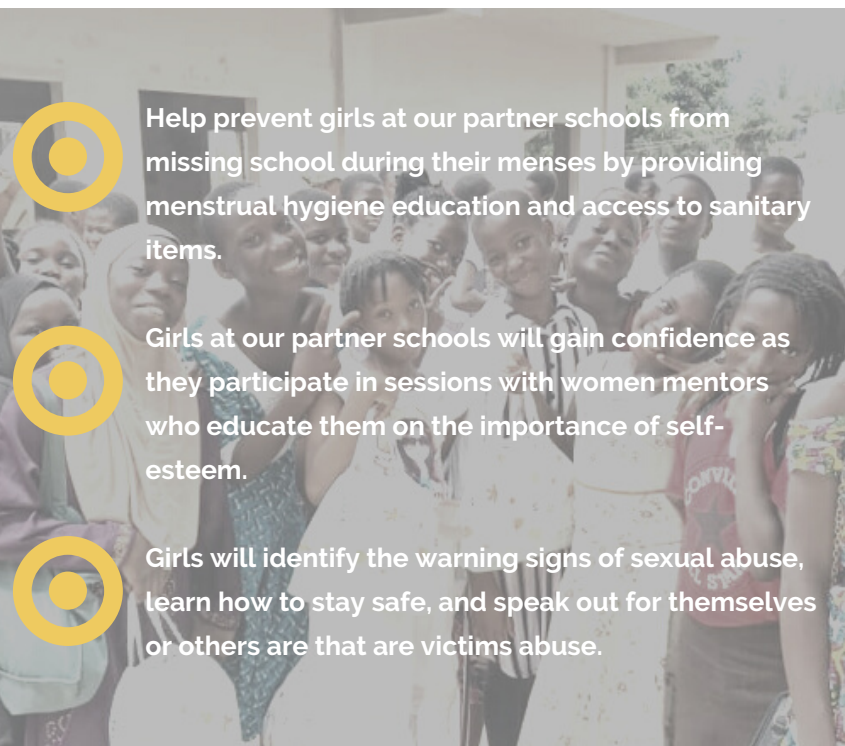 Help prevent girls at our partner schools from
missing school during their menses by providing
menstrual hygiene education and access to sanitary
items.
Girls at our partner schools will gain confidence as
they participate in sessions with women mentors
who educate them on the importance of self-
esteem.
Girls will identify the warning signs of sexual abuse,
learn how to stay safe, and speak out for themselves
or others are that are victims abuse.